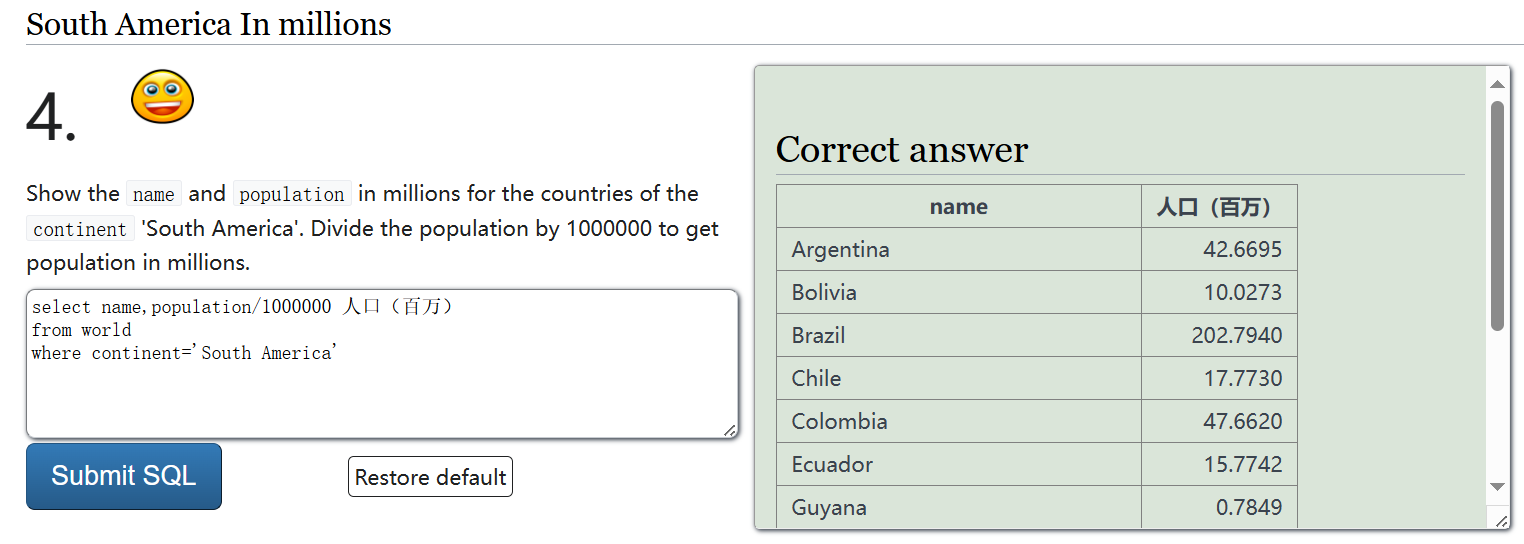 South America In millions
4.
Show the name and population in millions for the countries of the
continent 'South America'. Divide the population by 1000000 to get
population in millions.
select name,population/1000000 人口（百万）
from world
where continent='South America'
Submit SQL
Restore default
Correct answer
name 人口（百万）
Argentina 42.6695
Bolivia 10.0273
Brazil 202.7940
Chile 17.7730
Colombia 47.6620
Ecuador 15.7742
Guyana 0.7849